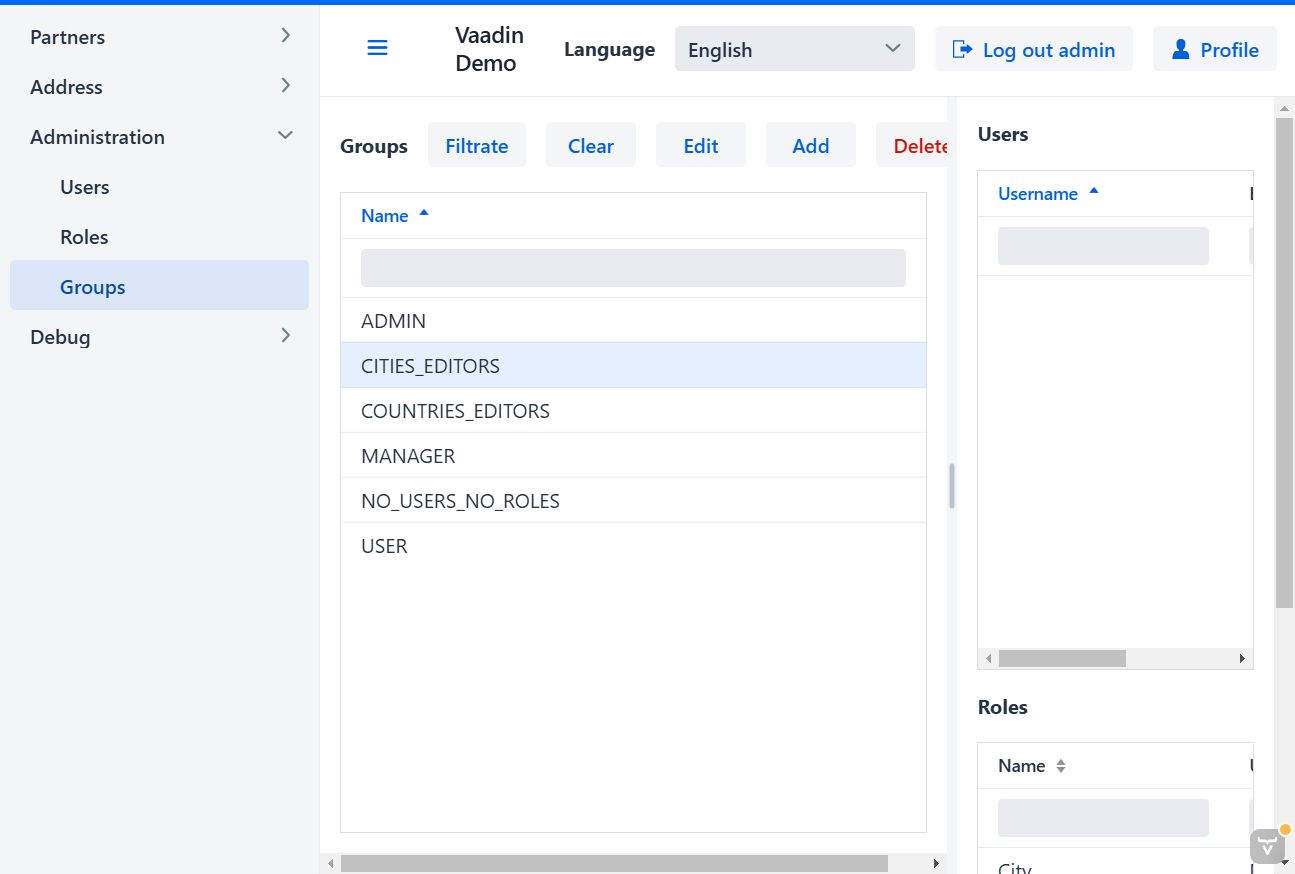 Partners
Address
Administration
Users
Roles
Groups
Debug
Vaadin
Demo
Language
English
Log out admin
Profile
Groups
Filtrate
Clear
Edit
Add
Delete
Name
ADMIN
CITIES_EDITORS
COUNTRIES_EDITORS
MANAGER
NO_USERS_NO_ROLES
USER
Users
Username
Roles
Name
City